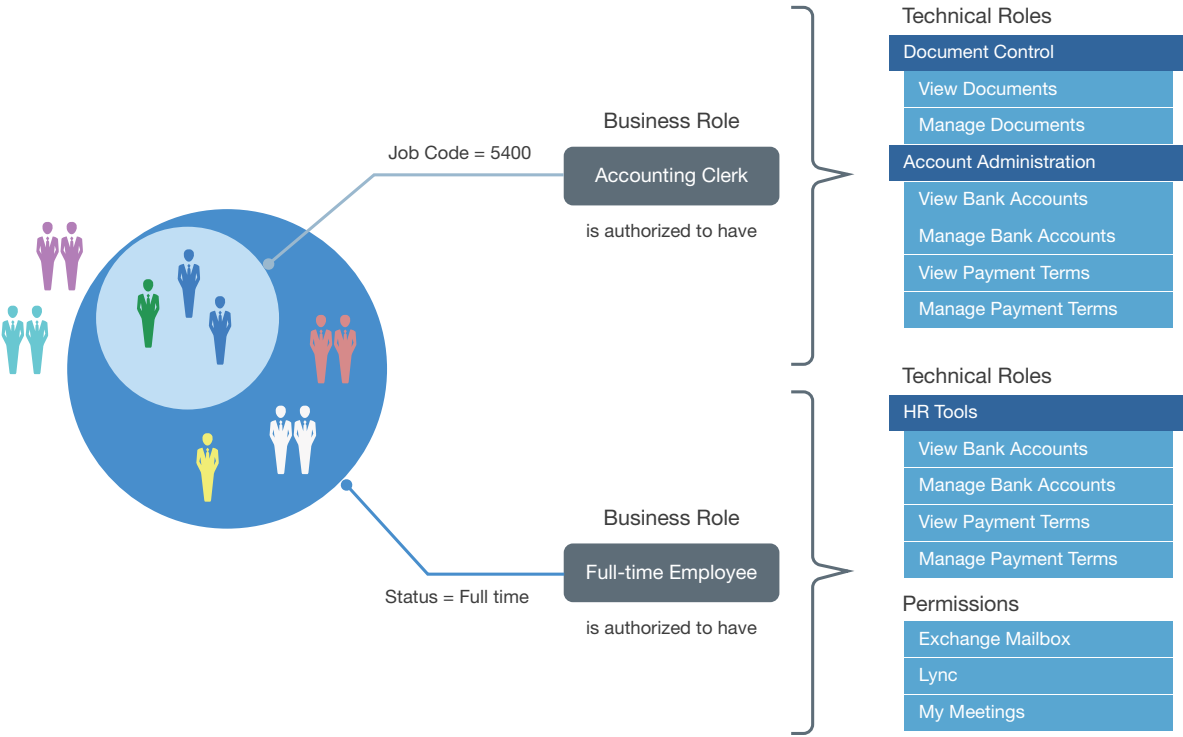 Technical Roles
Document Control
View Documents
Manage Documents
Account Administration
View Bank Accounts
Manage Bank Accounts
View Payment Terms
Manage Payment Terms
Business Role
Job Code = 5400
Accounting Clerk
is authorized to have
Technical Roles
HR Tools
View Bank Accounts
Manage Bank Accounts
View Payment Terms
Manage Payment Terms
Permissions
Exchange Mailbox
Lync
My Meetings
Business Role
Full-time Employee
Status = Full time
is authorized to have